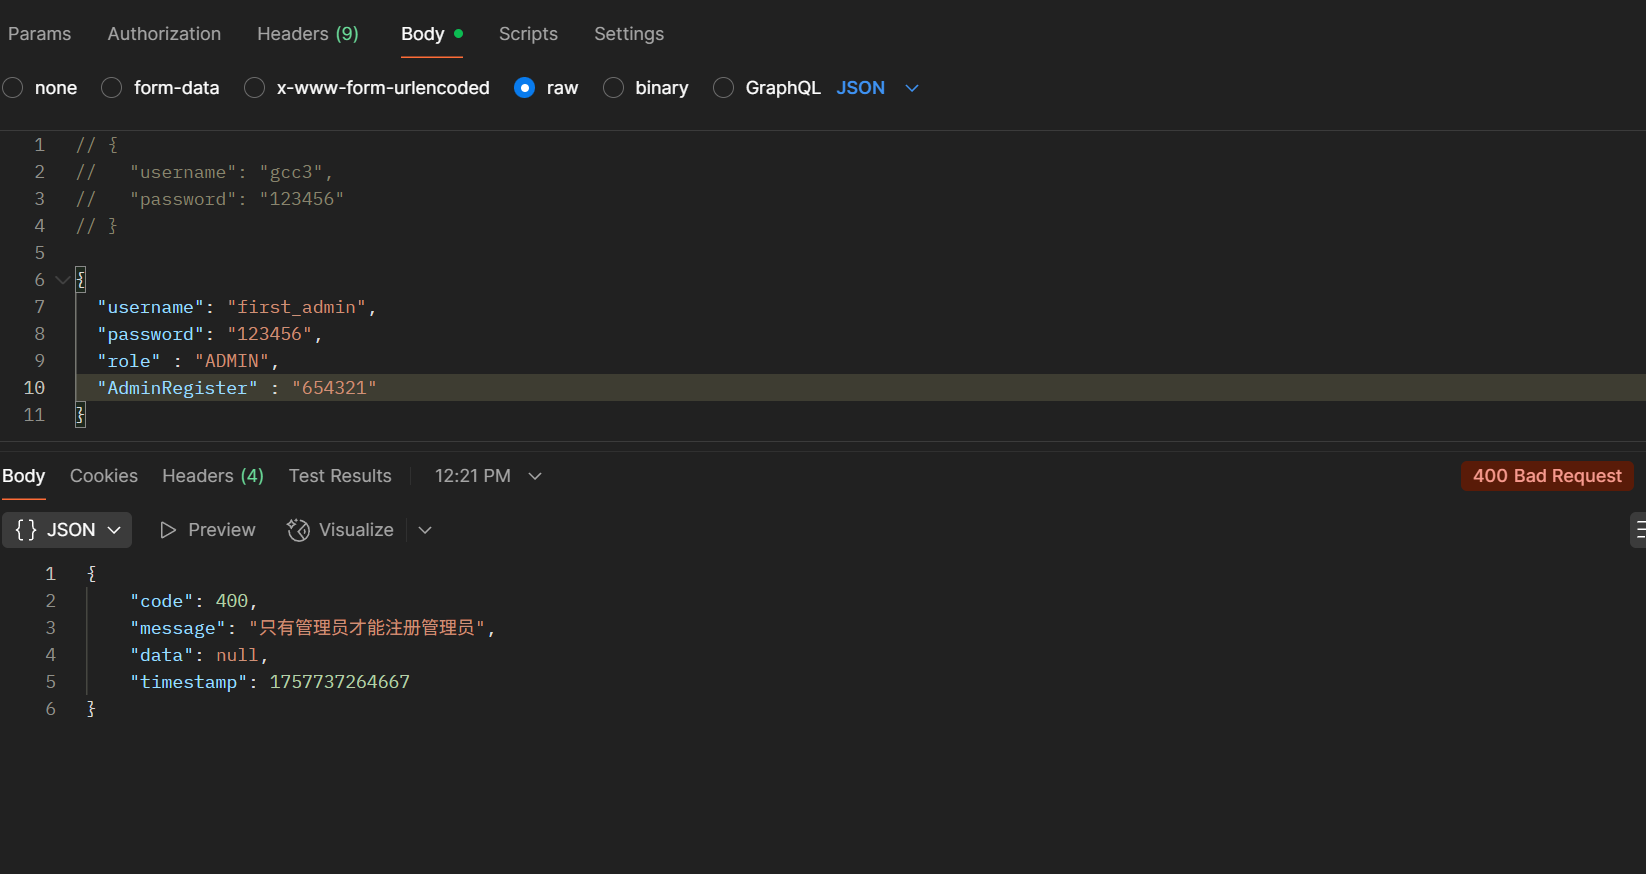 Params Authorization Headers (9) Body Scripts Settings
none form-data x-www-form-urlencoded raw binary GraphQL JSON
1 // {
2 //   "username": "gcc3",
3 //   "password": "123456"
4 // }
5
6 {
7   "username": "first_admin",
8   "password": "123456",
9   "role" : "ADMIN",
10   "AdminRegister" : "654321"
11 }
Body Cookies Headers (4) Test Results 12:21 PM 400 Bad Request
{} JSON Preview Visualize
1 {
2     "code": 400,
3     "message": "只有管理员才能注册管理员",
4     "data": null,
5     "timestamp": 1757737264667
6 }